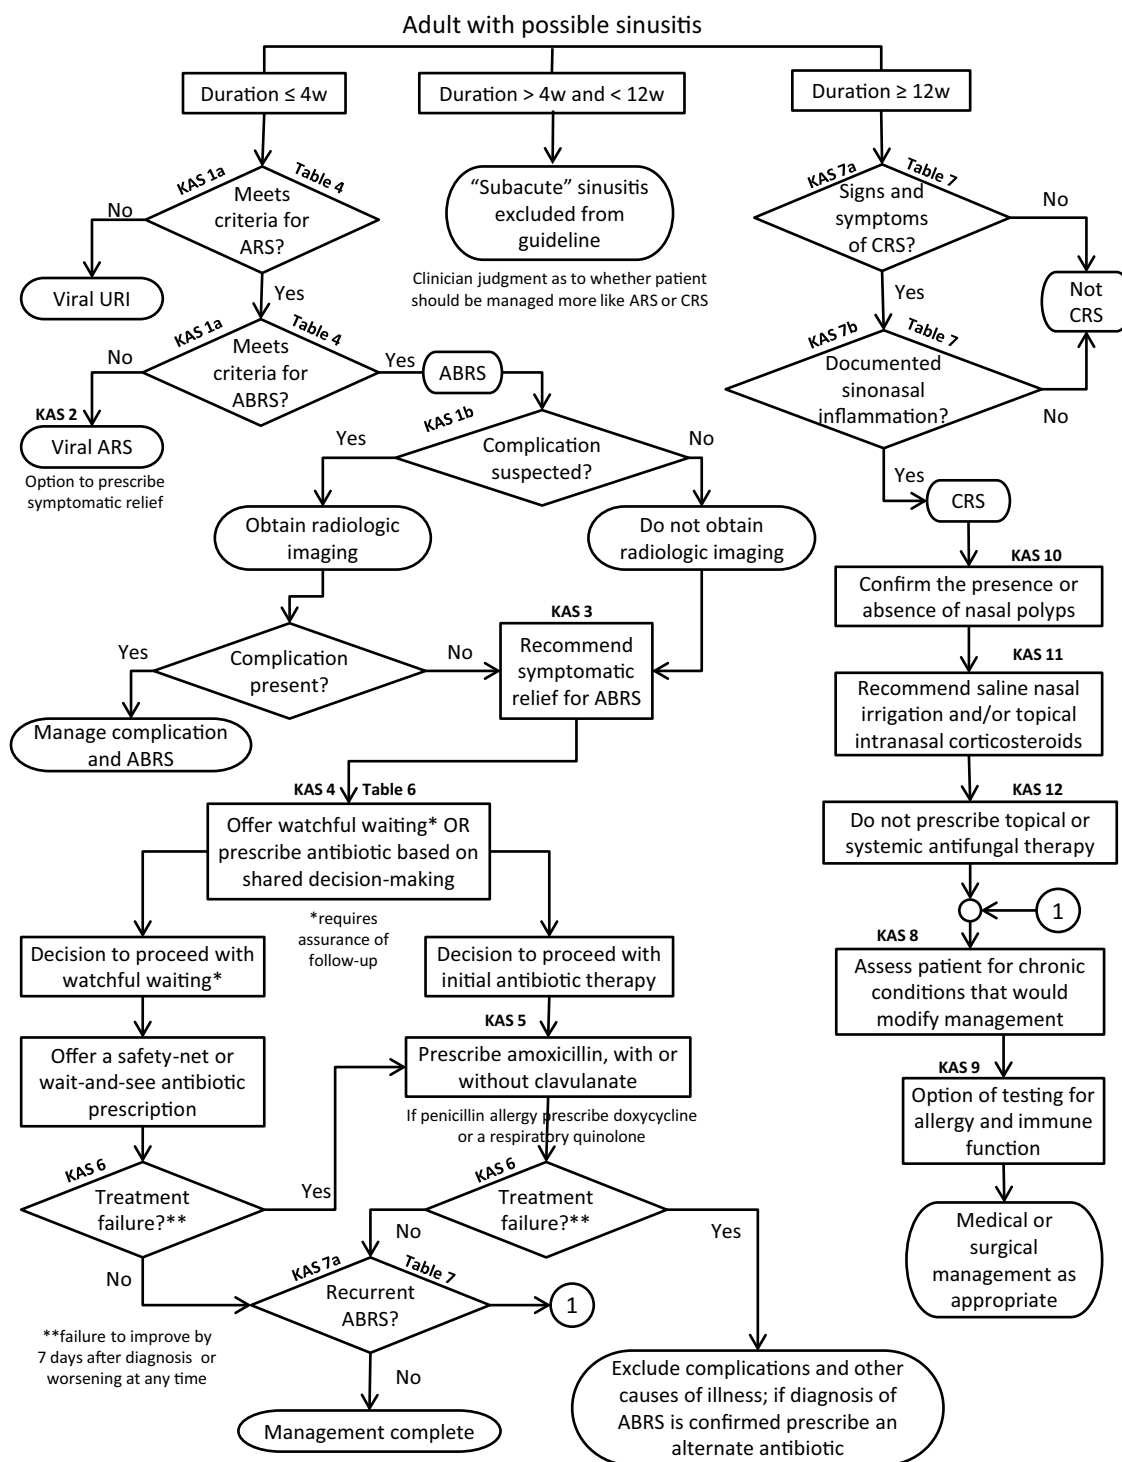 Adult with possible sinusitis
Duration ≤ 4w
Duration > 4w and < 12w
Duration ≥ 12w
KAS 1a
Table 4
Meets
criteria for
ARS?
No
Viral URI
Yes
"Subacute" sinusitis
excluded from
guideline
Clinician judgment as to whether patient
should be managed more like ARS or CRS
KAS 7a
Table 7
Signs and
symptoms
of CRS?
No
Not
CRS
Yes
KAS 1a
Table 4
Meets
criteria for
ABRS?
No
Yes
ABRS
KAS 2
Viral ARS
Option to prescribe
symptomatic relief
KAS 7b
Table 7
Documented
sinonasal
inflammation?
No
Yes
CRS
KAS 1b
Complication
suspected?
Yes
No
Obtain radiologic
imaging
Do not obtain
radiologic imaging
KAS 10
Confirm the presence or
absence of nasal polyps
Complication
present?
Yes
No
KAS 3
Recommend
symptomatic
relief for ABRS
Manage complication
and ABRS
KAS 11
Recommend saline nasal
irrigation and/or topical
intranasal corticosteroids
KAS 4
Table 6
Offer watchful waiting* OR
prescribe antibiotic based on
shared decision-making
*requires
assurance of
follow-up
KAS 12
Do not prescribe topical or
systemic antifungal therapy
1
Decision to proceed with
watchful waiting*
Decision to proceed with
initial antibiotic therapy
KAS 8
Assess patient for chronic
conditions that would
modify management
Offer a safety-net or
wait-and-see antibiotic
prescription
KAS 5
Prescribe amoxicillin, with or
without clavulanate
If penicillin allergy prescribe doxycycline
or a respiratory quinolone
KAS 9
Option of testing for
allergy and immune
function
KAS 6
Treatment
failure?**
Yes
No
KAS 6
Treatment
failure?**
No
Yes
Medical or
surgical
management as
appropriate
KAS 7a
Table 7
Recurrent
ABRS?
1
No
**failure to improve by
7 days after diagnosis or
worsening at any time
Management complete
Exclude complications and other
causes of illness; if diagnosis of
ABRS is confirmed prescribe an
alternate antibiotic